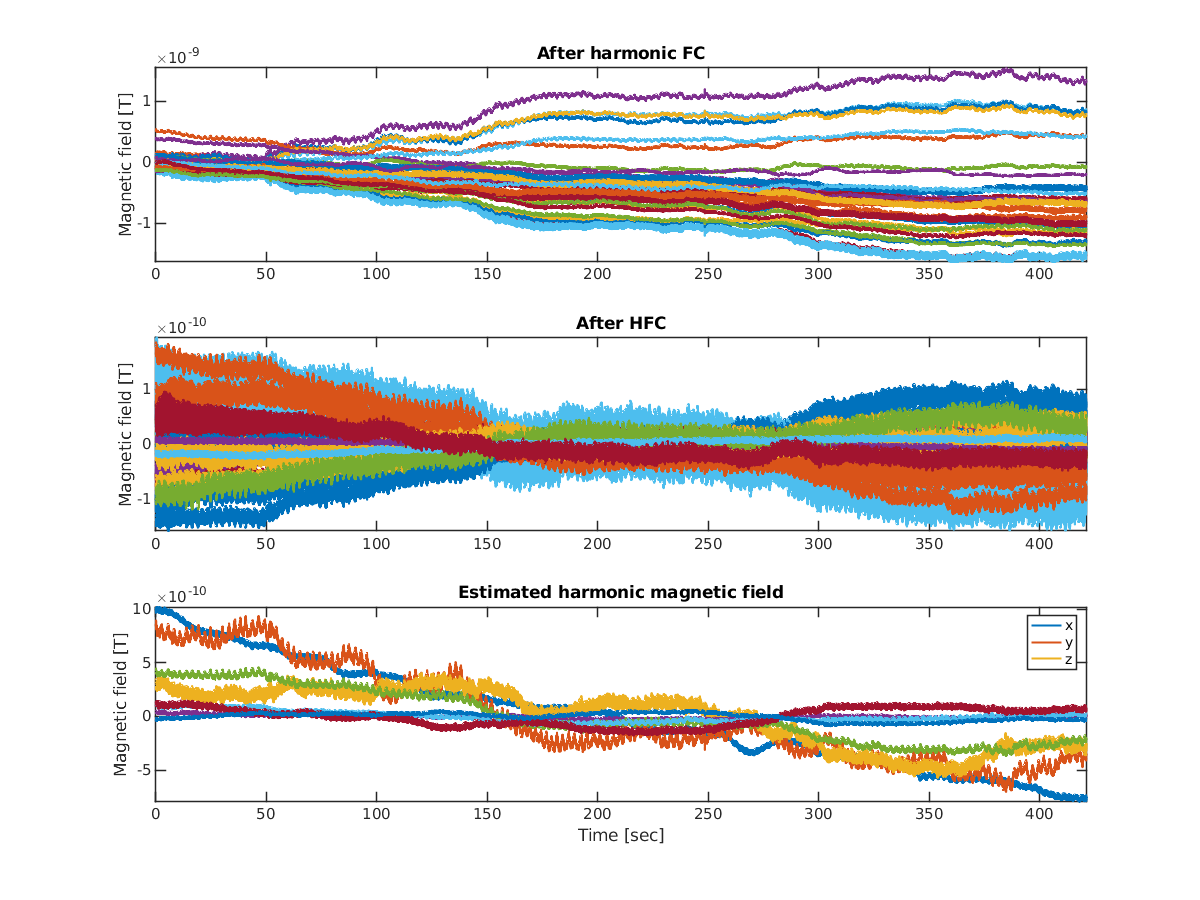 After harmonic FC
×10-9
Magnetic field [T]
1
0
-1
0 50 100 150 200 250 300 350 400
After HFC
×10-10
Magnetic field [T]
1
0
-1
0 50 100 150 200 250 300 350 400
Estimated harmonic magnetic field
×10-10
Magnetic field [T]
10
5
0
-5
x
y
z
0 50 100 150 200 250 300 350 400
Time [sec]